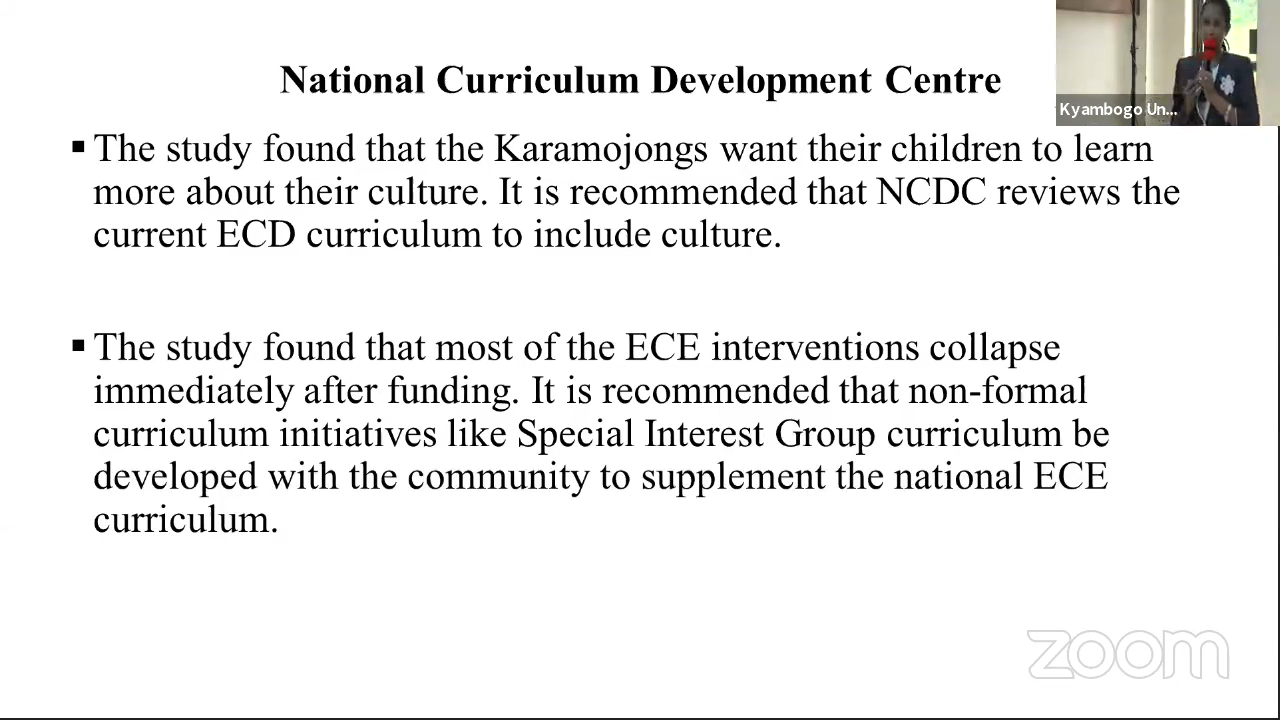 National Curriculum Development Centre
Kyambogo Un...
▪ The study found that the Karamojongs want their children to learn
more about their culture. It is recommended that NCDC reviews the
current ECD curriculum to include culture.
▪ The study found that most of the ECE interventions collapse
immediately after funding. It is recommended that non-formal
curriculum initiatives like Special Interest Group curriculum be
developed with the community to supplement the national ECE
curriculum.
zoom